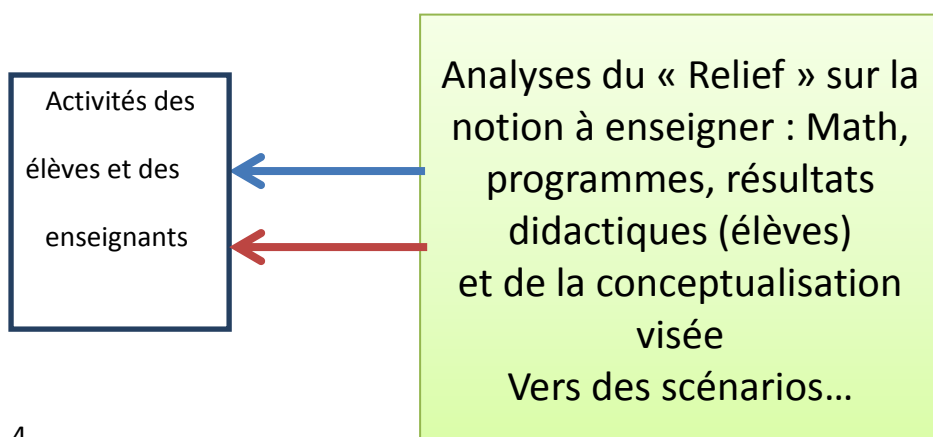 Activités des
élèves et des
enseignants
Analyses du « Relief » sur la
notion à enseigner : Math,
programmes, résultats
didactiques (élèves)
et de la conceptualisation
visée
Vers des scénarios…
4